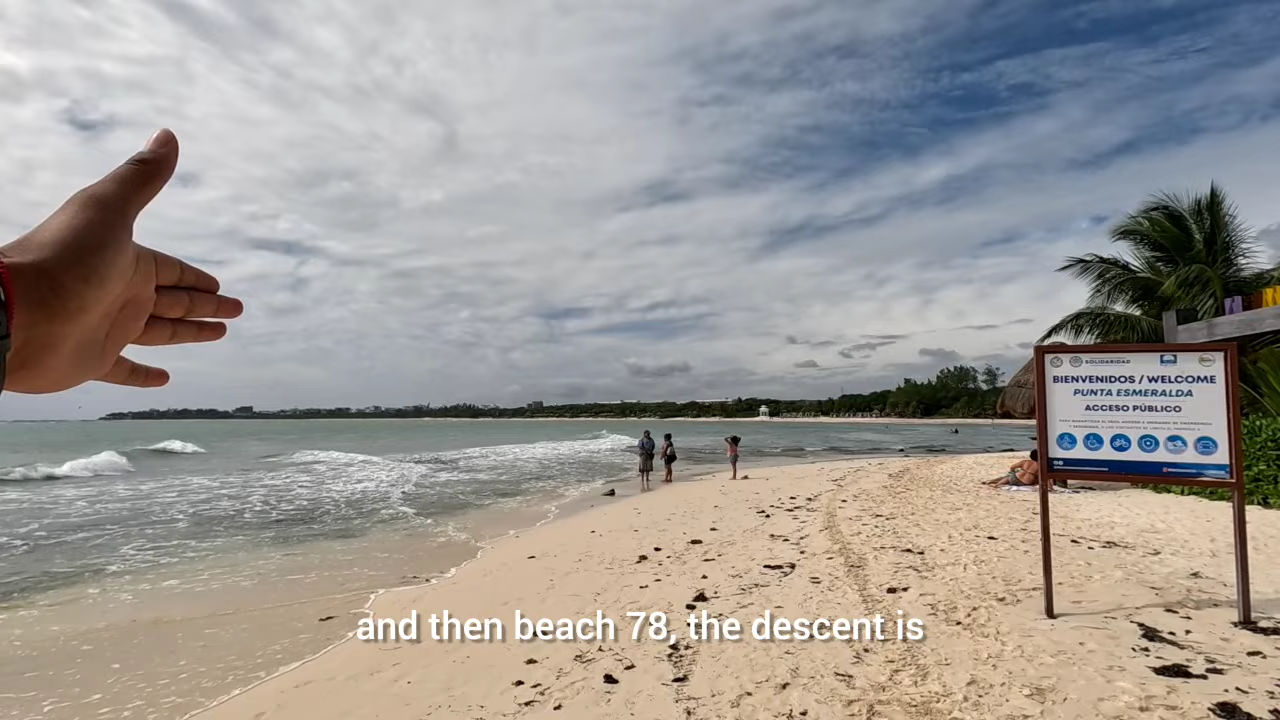 SOLIDARIDAD
BIENVENIDOS / WELCOME
PUNTA ESMERALDA
ACCESO PÚBLICO
and then beach 78, the descent is